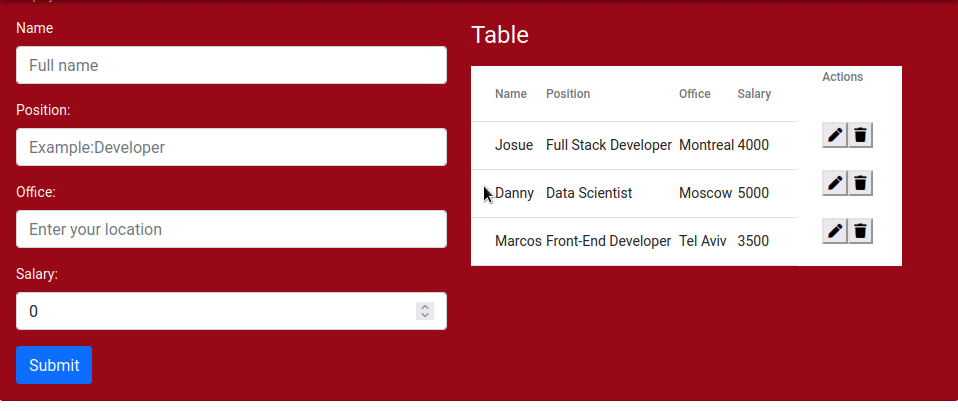 Name
Full name
Position:
Example:Developer
Office:
Enter your location
Salary:
0
Submit
Table
Name Position Office Salary Actions
Josue Full Stack Developer Montreal 4000
Danny Data Scientist Moscow 5000
Marcos Front-End Developer Tel Aviv 3500